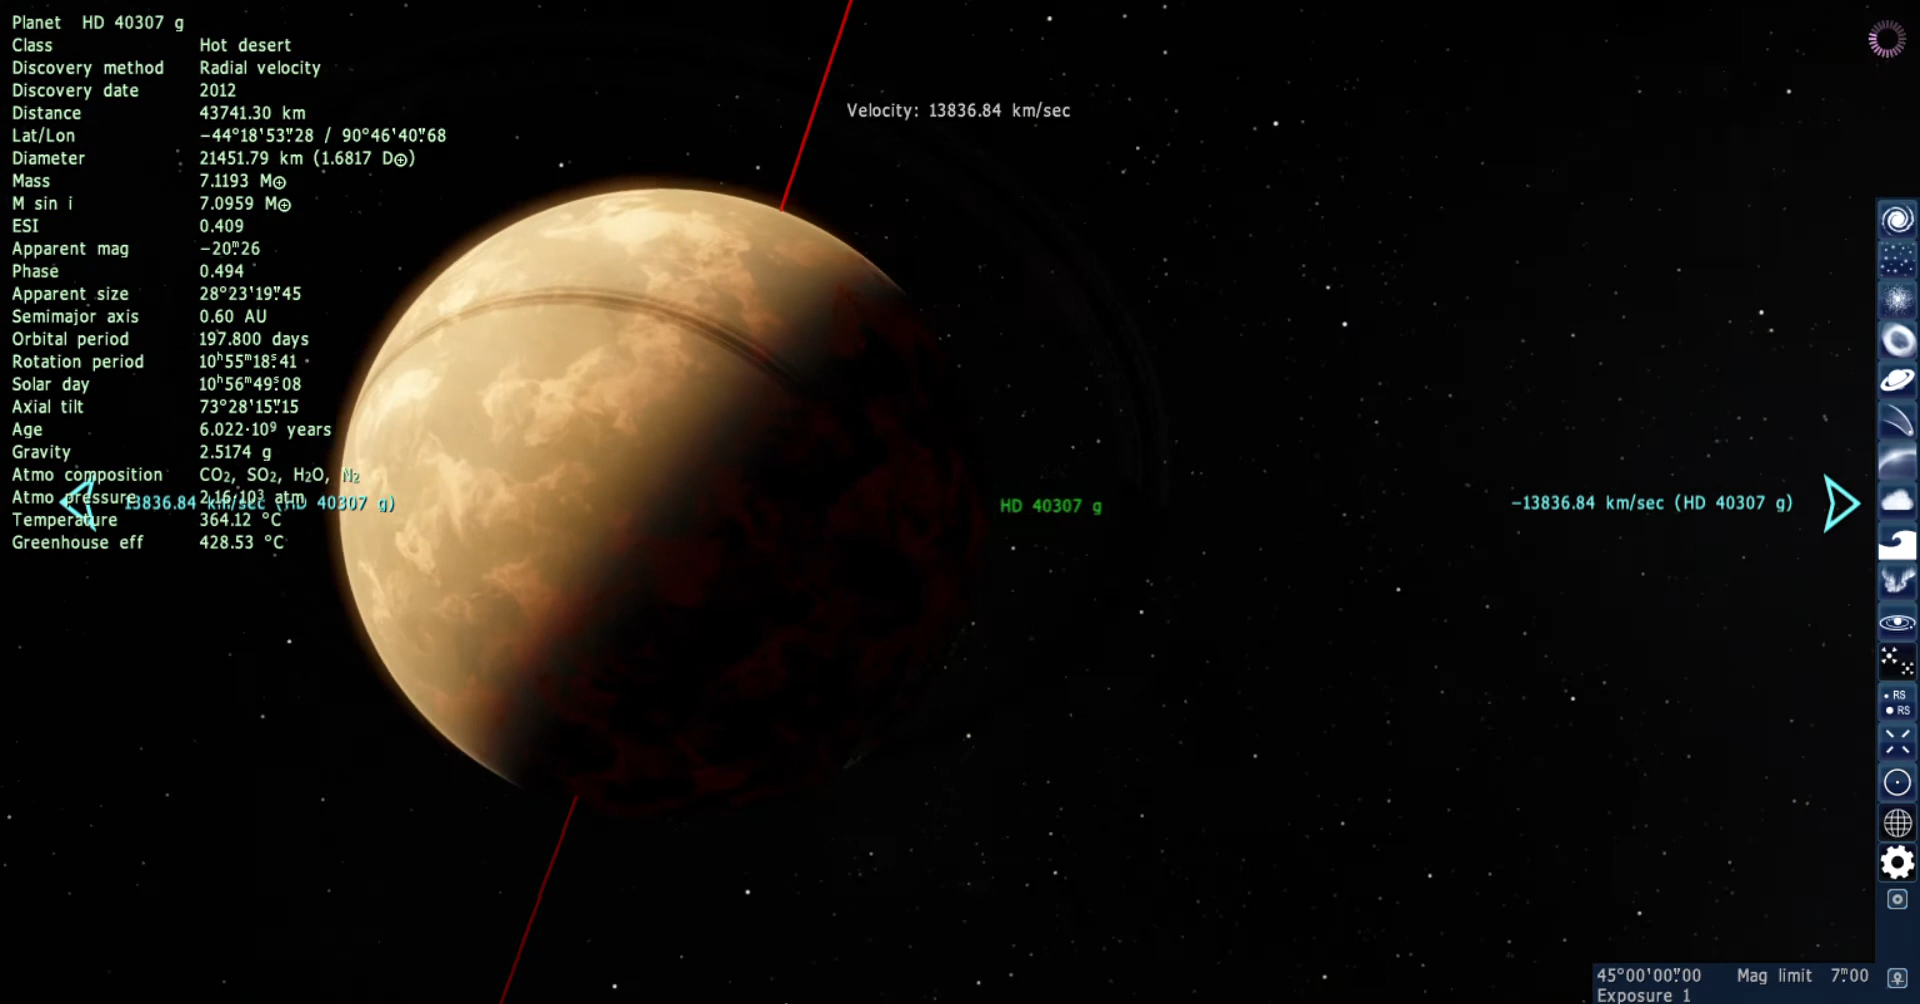 Planet HD 40307 g
Class Hot desert
Discovery method Radial velocity
Discovery date 2012
Distance 43741.30 km
Lat/Lon −44°18'53".28 / 90°46'40".68
Diameter 21451.79 km (1.6817 D⊕)
Mass 7.1193 M⊕
M sin i 7.0959 M⊕
ESI 0.409
Apparent mag −20ᵐ.26
Phase 0.494
Apparent size 28°23'19".45
Semimajor axis 0.60 AU
Orbital period 197.800 days
Rotation period 10ʰ55ᵐ18ˢ.41
Solar day 10ʰ56ᵐ49ˢ.08
Axial tilt 73°28'15".15
Age 6.022·10⁹ years
Gravity 2.5174 g
Atmo composition CO₂, SO₂, H₂O, N₂
Atmo pressure 2.16·10³ atm
13836.84 km/sec (HD 40307 g)
Temperature 364.12 °C
Greenhouse eff 428.53 °C
Velocity: 13836.84 km/sec
HD 40307 g
−13836.84 km/sec (HD 40307 g)
RS
RS
45°00'00".00 Mag limit 7ᵐ.00
Exposure 1